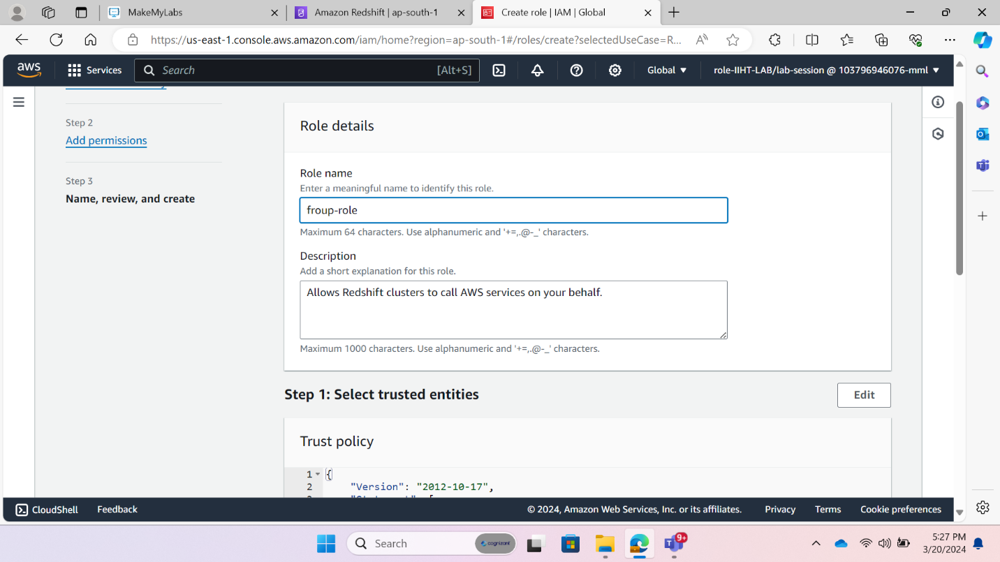 MakeMyLabs
Amazon Redshift | ap-south-1
Create role | IAM | Global
https://us-east-1.console.aws.amazon.com/iam/home?region=ap-south-1#/roles/create?selectedUseCase=R...
aws
Services
Search
[Alt+S]
Global
role-IIHT-LAB/lab-session @ 103796946076-mml
Step 2
Add permissions
Step 3
Name, review, and create
Role details
Role name
Enter a meaningful name to identify this role.
froup-role
Maximum 64 characters. Use alphanumeric and '+=,.@-_' characters.
Description
Add a short explanation for this role.
Allows Redshift clusters to call AWS services on your behalf.
Maximum 1000 characters. Use alphanumeric and '+=,.@-_' characters.
Step 1: Select trusted entities
Edit
Trust policy
1 {
2 "Version": "2012-10-17",
CloudShell
Feedback
© 2024, Amazon Web Services, Inc. or its affiliates.
Privacy
Terms
Cookie preferences
Search
cognizant
9+
5:27 PM
3/20/2024